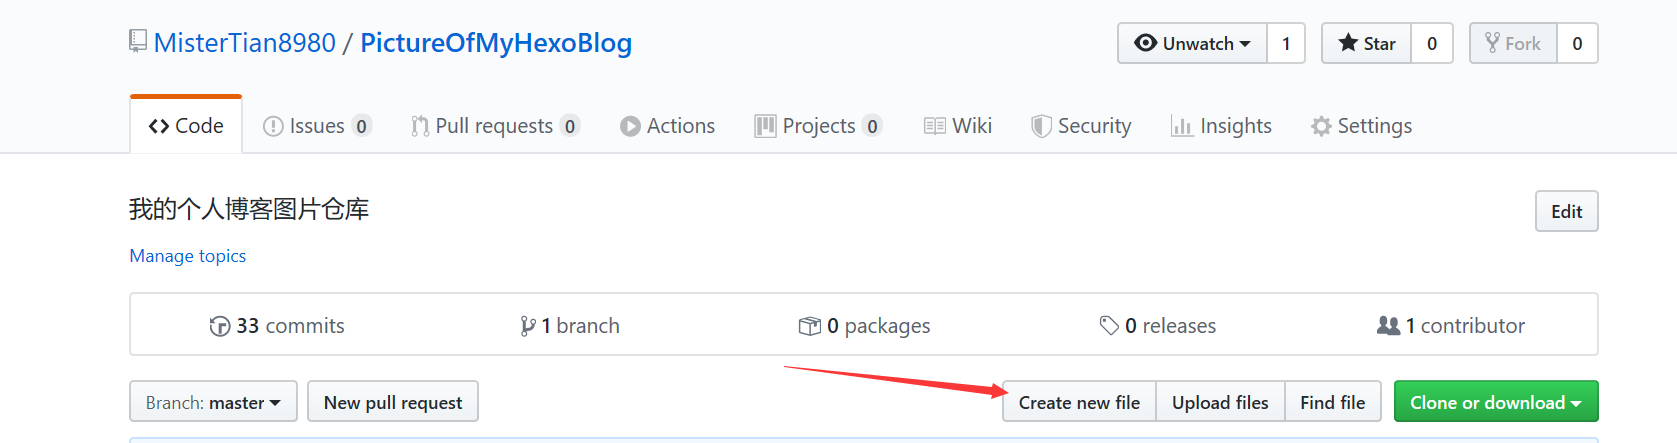 MisterTian8980 / PictureOfMyHexoBlog
Unwatch 1 Star 0 Fork 0
Code Issues 0 Pull requests 0 Actions Projects 0 Wiki Security Insights Settings
我的个人博客图片仓库
Edit
Manage topics
33 commits 1 branch 0 packages 0 releases 1 contributor
Branch: master New pull request Create new file Upload files Find file Clone or download